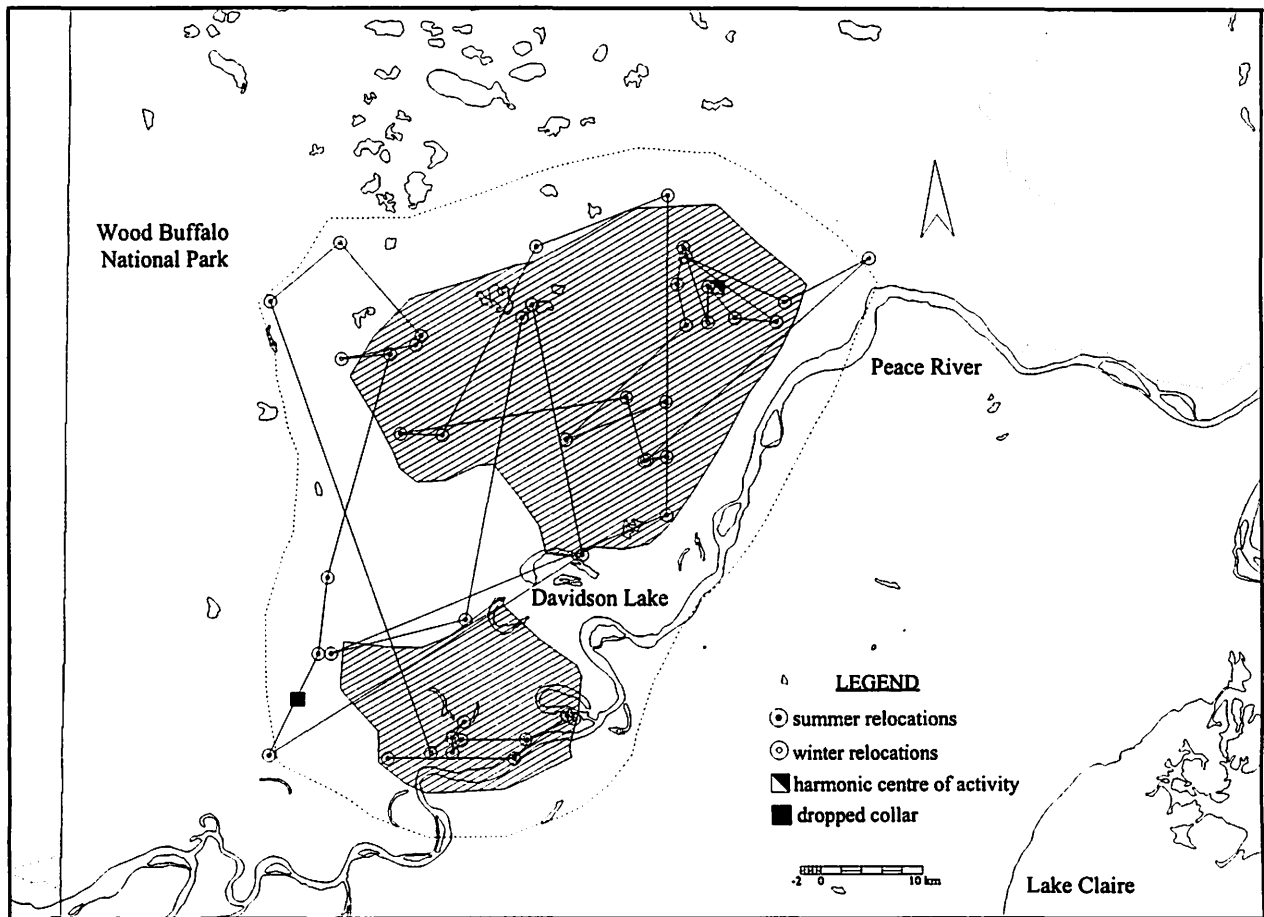 Wood Buffalo
National Park
Peace River
Davidson Lake
LEGEND
summer relocations
winter relocations
harmonic centre of activity
dropped collar
-2 0 10 km
Lake Claire